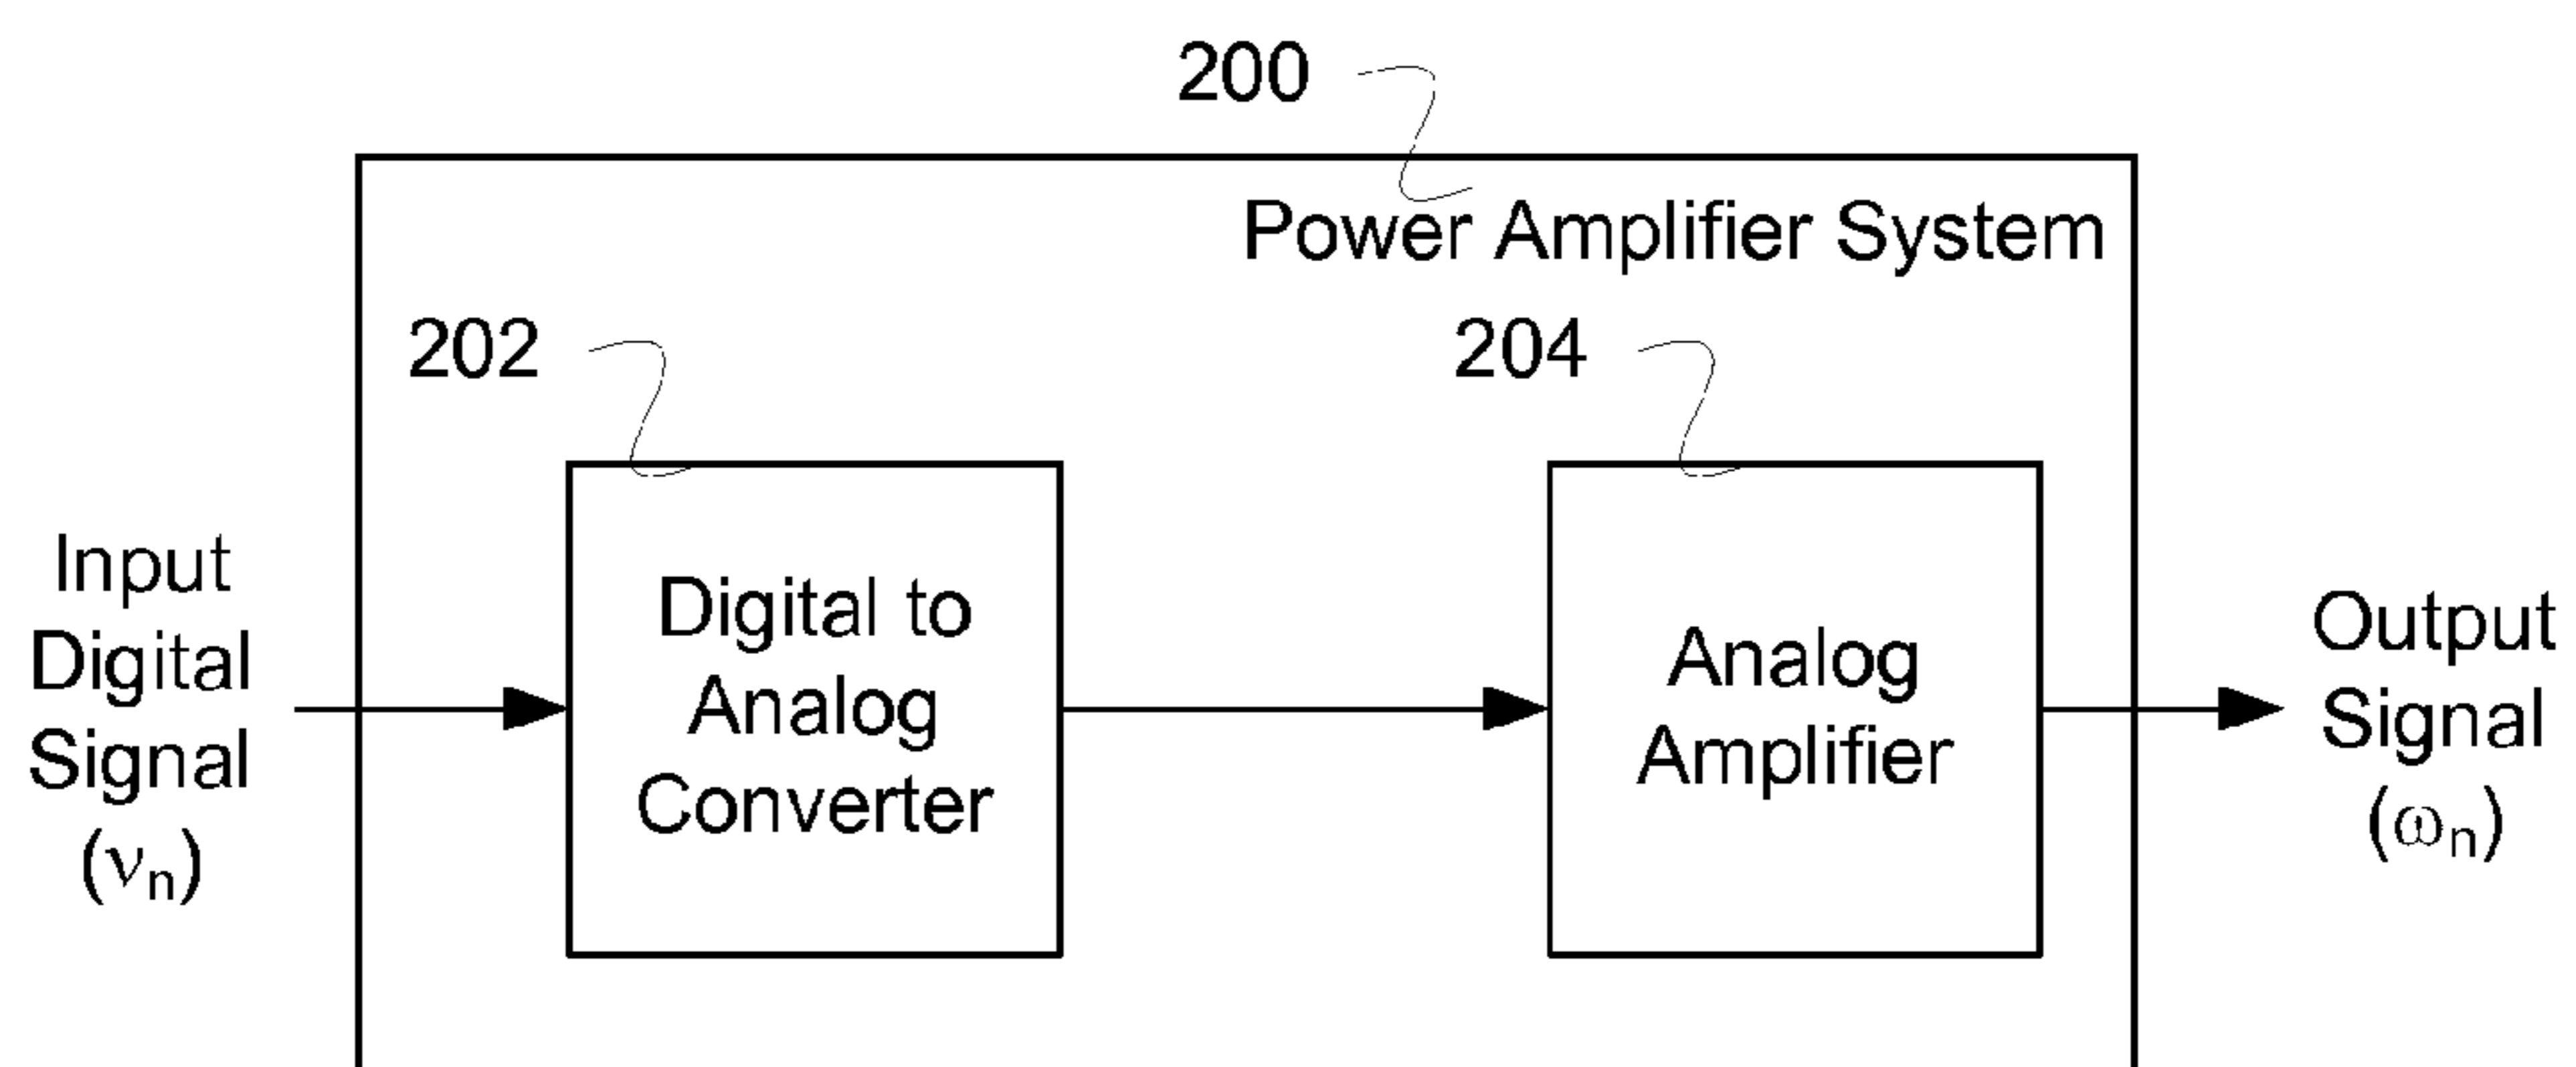 200
Power Amplifier System
202
204
Input
Digital
Signal
(νn)
Digital to
Analog
Converter
Analog
Amplifier
Output
Signal
(ωn)